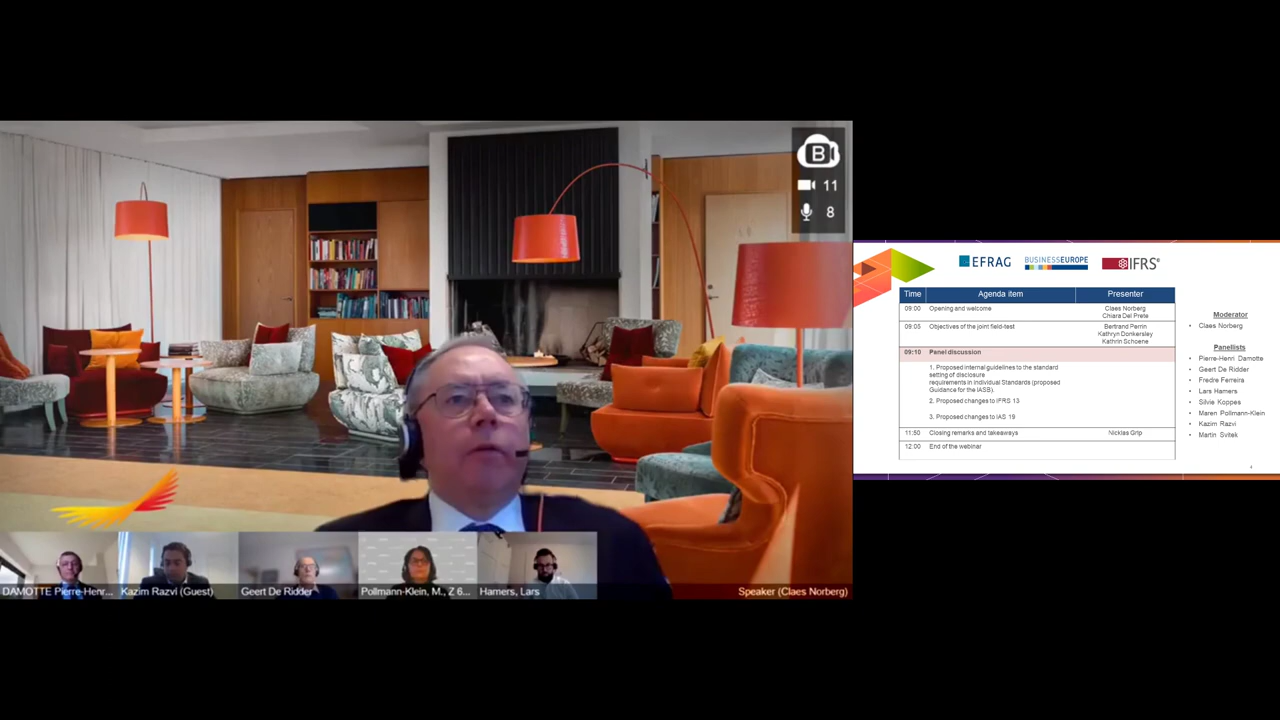 B
11
8
DAMOTTE Pierre-Henr...
Kazim Razvi (Guest)
Geert De Ridder
Pollmann-Klein, M., Z 6...
Hamers, Lars
Speaker (Claes Norberg)
EFRAG
BUSINESSEUROPE
IFRS®
Time Agenda item Presenter
09:00 Opening and welcome Claes Norberg
Chiara Del Prete
09:05 Objectives of the joint field-test Bertrand Perrin
Kathryn Donkersley
Kathrin Schoene
09:10 Panel discussion
1. Proposed internal guidelines to the standard
setting of disclosure
requirements in individual Standards (proposed
Guidance for the IASB).
2. Proposed changes to IFRS 13
3. Proposed changes to IAS 19
11:50 Closing remarks and takeaways Nicklas Grip
12:00 End of the webinar
Moderator
• Claes Norberg
Panellists
• Pierre-Henri Damotte
• Geert De Ridder
• Fredre Ferreira
• Lars Hamers
• Silvie Koppes
• Maren Pollmann-Klein
• Kazim Razvi
• Martin Svitek